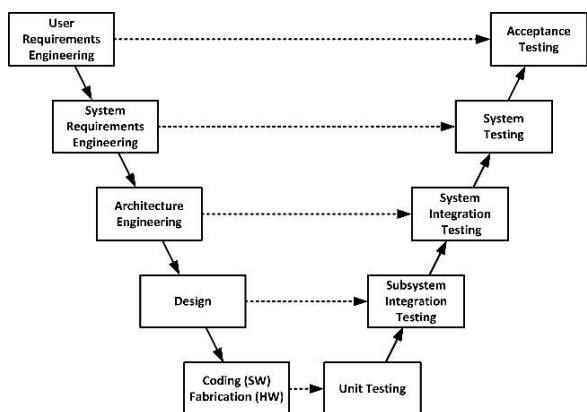 User
Requirements
Engineering
Acceptance
Testing
System
Requirements
Engineering
System
Testing
Architecture
Engineering
System
Integration
Testing
Design
Subsystem
Integration
Testing
Coding (SW)
Fabrication (HW)
Unit Testing